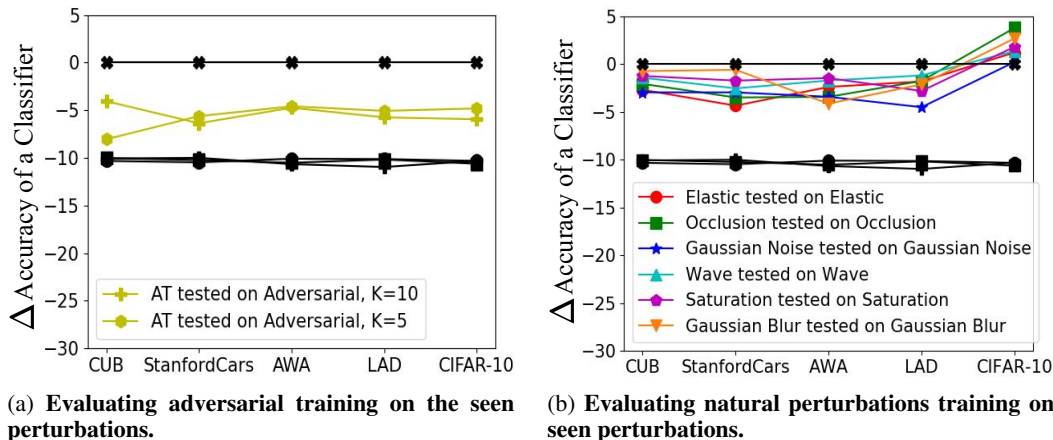 Δ Accuracy of a Classifier
5
0
−5
−10
−15
−20
−25
−30
AT tested on Adversarial, K=10
AT tested on Adversarial, K=5
CUB StanfordCars AWA LAD CIFAR-10
(a) Evaluating adversarial training on the seen
perturbations.
Δ Accuracy of a Classifier
5
0
−5
−10
−15
−20
−25
−30
Elastic tested on Elastic
Occlusion tested on Occlusion
Gaussian Noise tested on Gaussian Noise
Wave tested on Wave
Saturation tested on Saturation
Gaussian Blur tested on Gaussian Blur
CUB StanfordCars AWA LAD CIFAR-10
(b) Evaluating natural perturbations training on
seen perturbations.